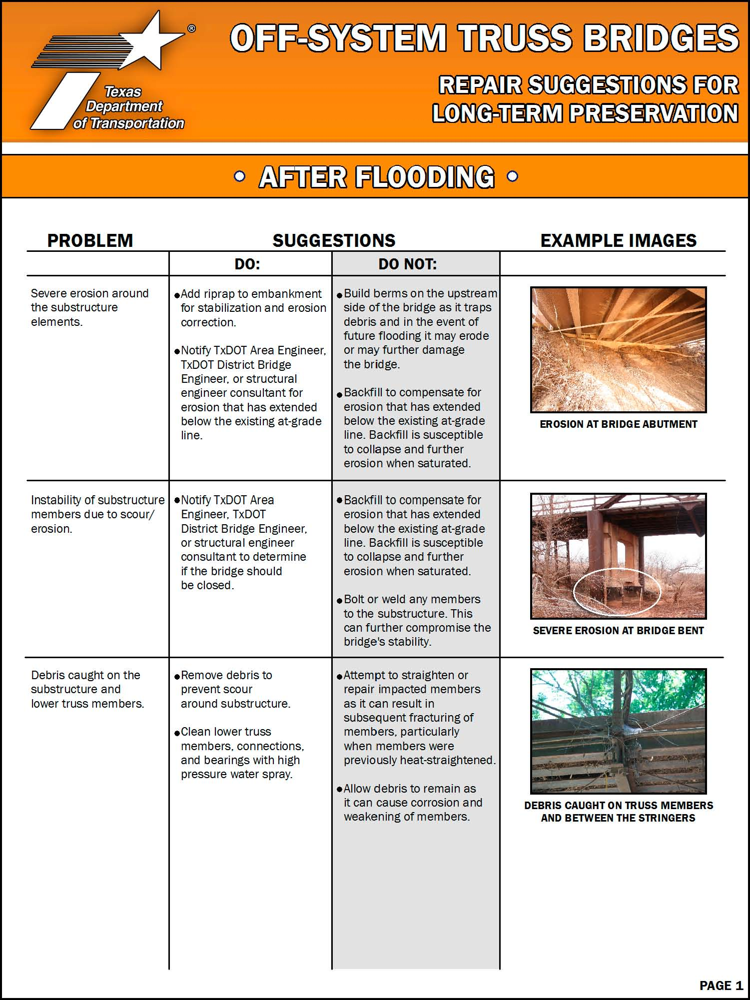 ®
Texas
Department
of Transportation
OFF-SYSTEM TRUSS BRIDGES
REPAIR SUGGESTIONS FOR
LONG-TERM PRESERVATION
• AFTER FLOODING •
PROBLEM
SUGGESTIONS
EXAMPLE IMAGES
DO:
DO NOT:
Severe erosion around
the substructure
elements.
•Add riprap to embankment
for stabilization and erosion
correction.
•Notify TxDOT Area Engineer,
TxDOT District Bridge
Engineer, or structural
engineer consultant for
erosion that has extended
below the existing at-grade
line.
•Build berms on the upstream
side of the bridge as it traps
debris and in the event of
future flooding it may erode
or may further damage
the bridge.
•Backfill to compensate for
erosion that has extended
below the existing at-grade
line. Backfill is susceptible
to collapse and further
erosion when saturated.
EROSION AT BRIDGE ABUTMENT
Instability of substructure
members due to scour/
erosion.
•Notify TxDOT Area
Engineer, TxDOT
District Bridge Engineer,
or structural engineer
consultant to determine
if the bridge should
be closed.
•Backfill to compensate for
erosion that has extended
below the existing at-grade
line. Backfill is susceptible
to collapse and further
erosion when saturated.
•Bolt or weld any members
to the substructure. This
can further compromise the
bridge's stability.
SEVERE EROSION AT BRIDGE BENT
Debris caught on the
substructure and
lower truss members.
•Remove debris to
prevent scour
around substructure.
•Clean lower truss
members, connections,
and bearings with high
pressure water spray.
•Attempt to straighten or
repair impacted members
as it can result in
subsequent fracturing of
members, particularly
when members were
previously heat-straightened.
•Allow debris to remain as
it can cause corrosion and
weakening of members.
DEBRIS CAUGHT ON TRUSS MEMBERS
AND BETWEEN THE STRINGERS
PAGE 1